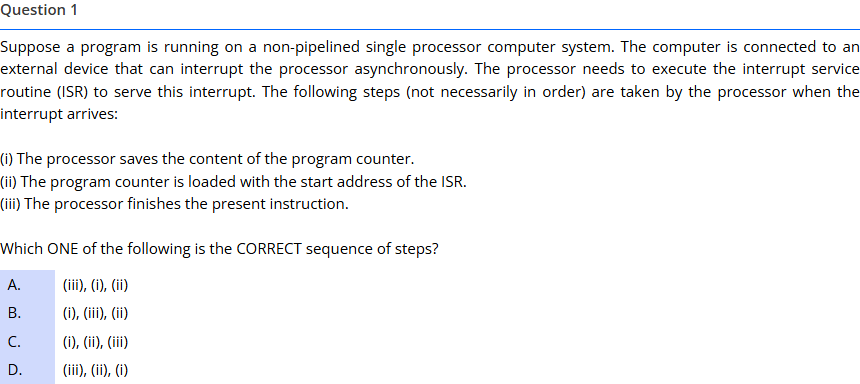 Question 1
Suppose a program is running on a non-pipelined single processor computer system. The computer is connected to an
external device that can interrupt the processor asynchronously. The processor needs to execute the interrupt service
routine (ISR) to serve this interrupt. The following steps (not necessarily in order) are taken by the processor when the
interrupt arrives:
(i) The processor saves the content of the program counter.
(ii) The program counter is loaded with the start address of the ISR.
(iii) The processor finishes the present instruction.
Which ONE of the following is the CORRECT sequence of steps?
A. (iii), (i), (ii)
B. (i), (iii), (ii)
C. (i), (ii), (iii)
D. (iii), (ii), (i)